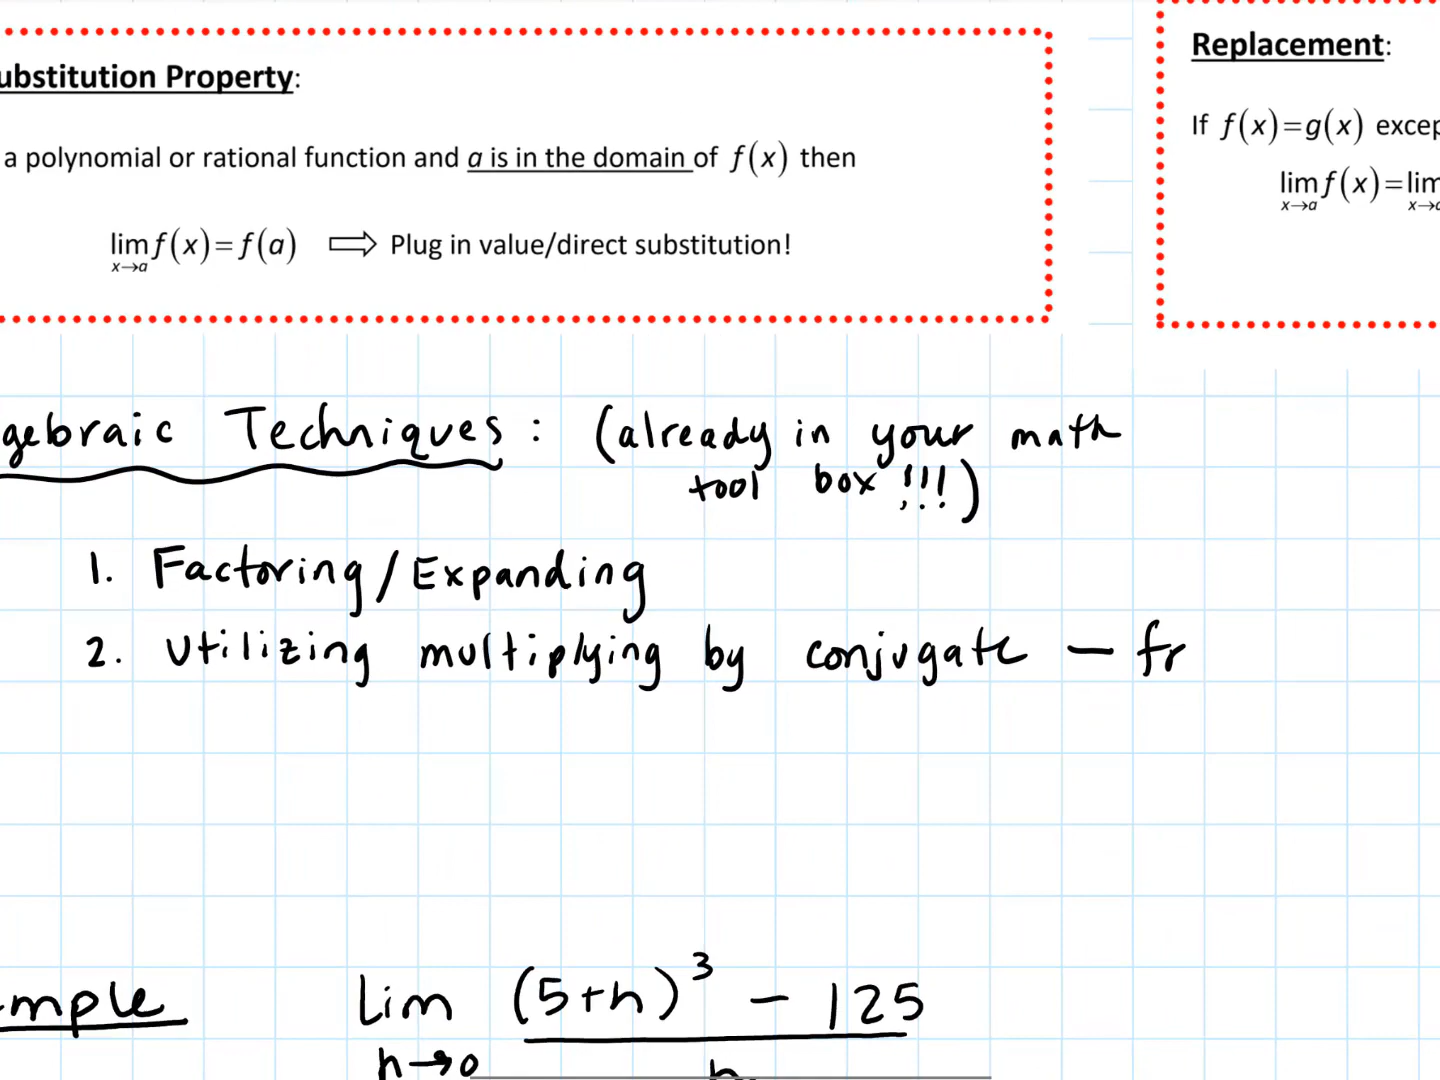 ubstitution Property:
a polynomial or rational function and a is in the domain of f(x) then
lim f(x)=f(a) ⇨ Plug in value/direct substitution!
x→a
Replacement:
If f(x)=g(x) excep
lim f(x)=lim
x→a x→a
gebraic Techniques: (already in your math
tool box !!!)
1. Factoring/Expanding
2. Utilizing multiplying by conjugate — fr
mple
lim (5+h)³ - 125
h→0 h